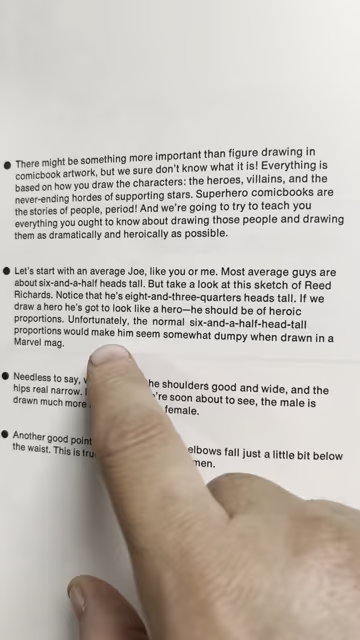 There might be something more important than figure drawing in
comicbook artwork, but we sure don't know what it is! Everything is
based on how you draw the characters: the heroes, villains, and the
never-ending hordes of supporting stars. Superhero comicbooks are
the stories of people, period! And we're going to try to teach you
everything you ought to know about drawing those people and drawing
them as dramatically and heroically as possible.
Let's start with an average Joe, like you or me. Most average guys are
about six-and-a-half heads tall. But take a look at this sketch of Reed
Richards. Notice that he's eight-and-three-quarters heads tall. If we
draw a hero he's got to look like a hero—he should be of heroic
proportions. Unfortunately, the normal six-and-a-half-head-tall
proportions would make him seem somewhat dumpy when drawn in a
Marvel mag.
Needless to say, he shoulders good and wide, and the
hips real narrow. 're soon about to see, the male is
drawn much more female.
Another good point elbows fall just a little bit below
the waist. This is tru men.